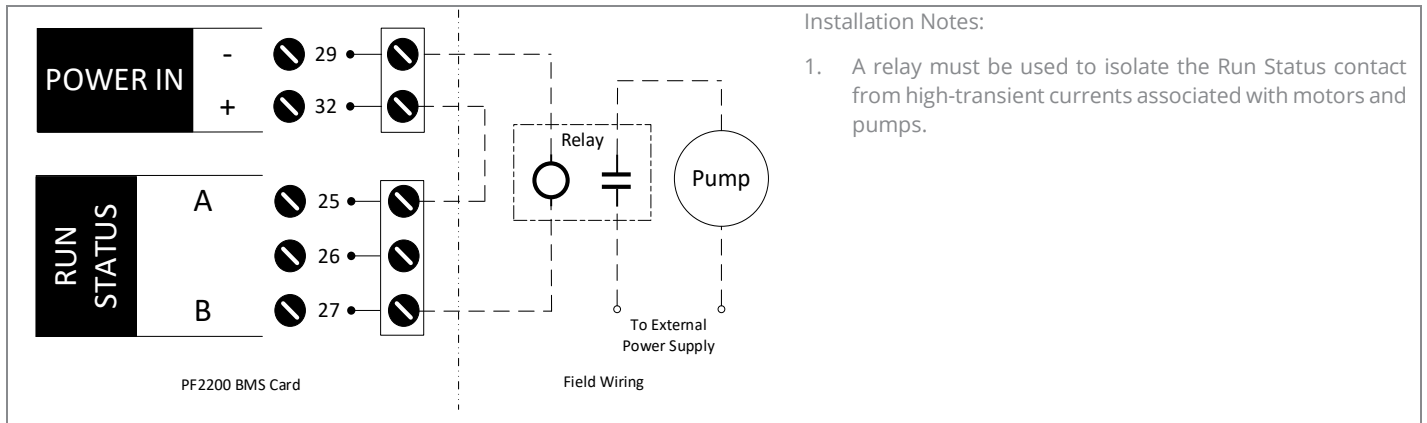 POWER IN
- 29
+ 32
RUN
STATUS
A 25
26
B 27
Relay
Pump
To External
Power Supply
PF2200 BMS Card
Field Wiring
Installation Notes:
1. A relay must be used to isolate the Run Status contact
from high-transient currents associated with motors and
pumps.